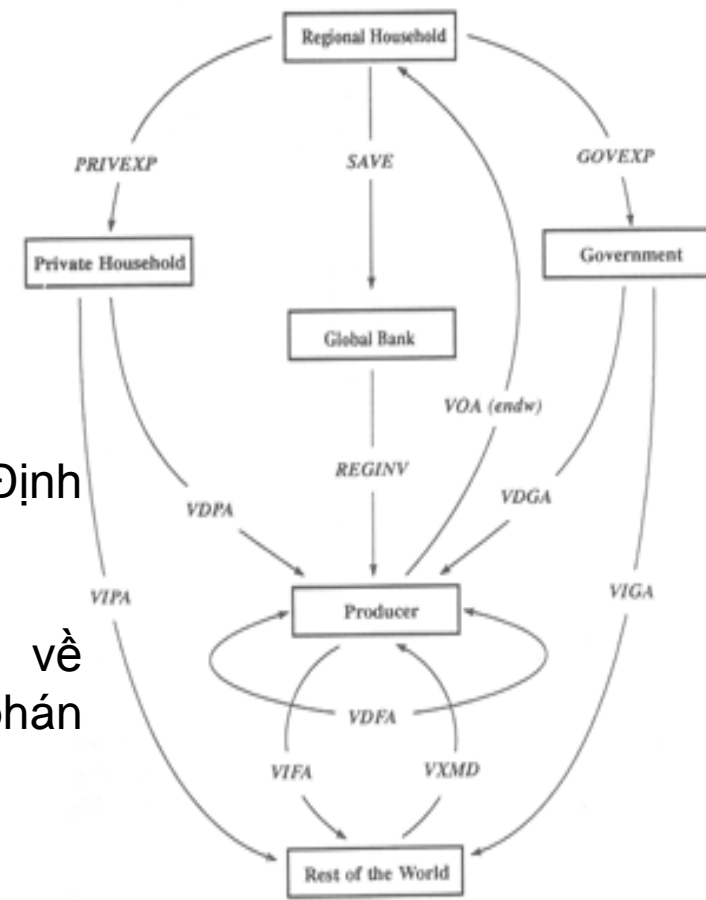 Regional Household
PRIVEXP
SAVE
GOVEXP
Private Household
Government
Global Bank
VOA (endw)
REGINV
Định
VDPA
VDGA
VIPA
VIGA
Producer
về
phán
VDFA
VIFA
VXMD
Rest of the World